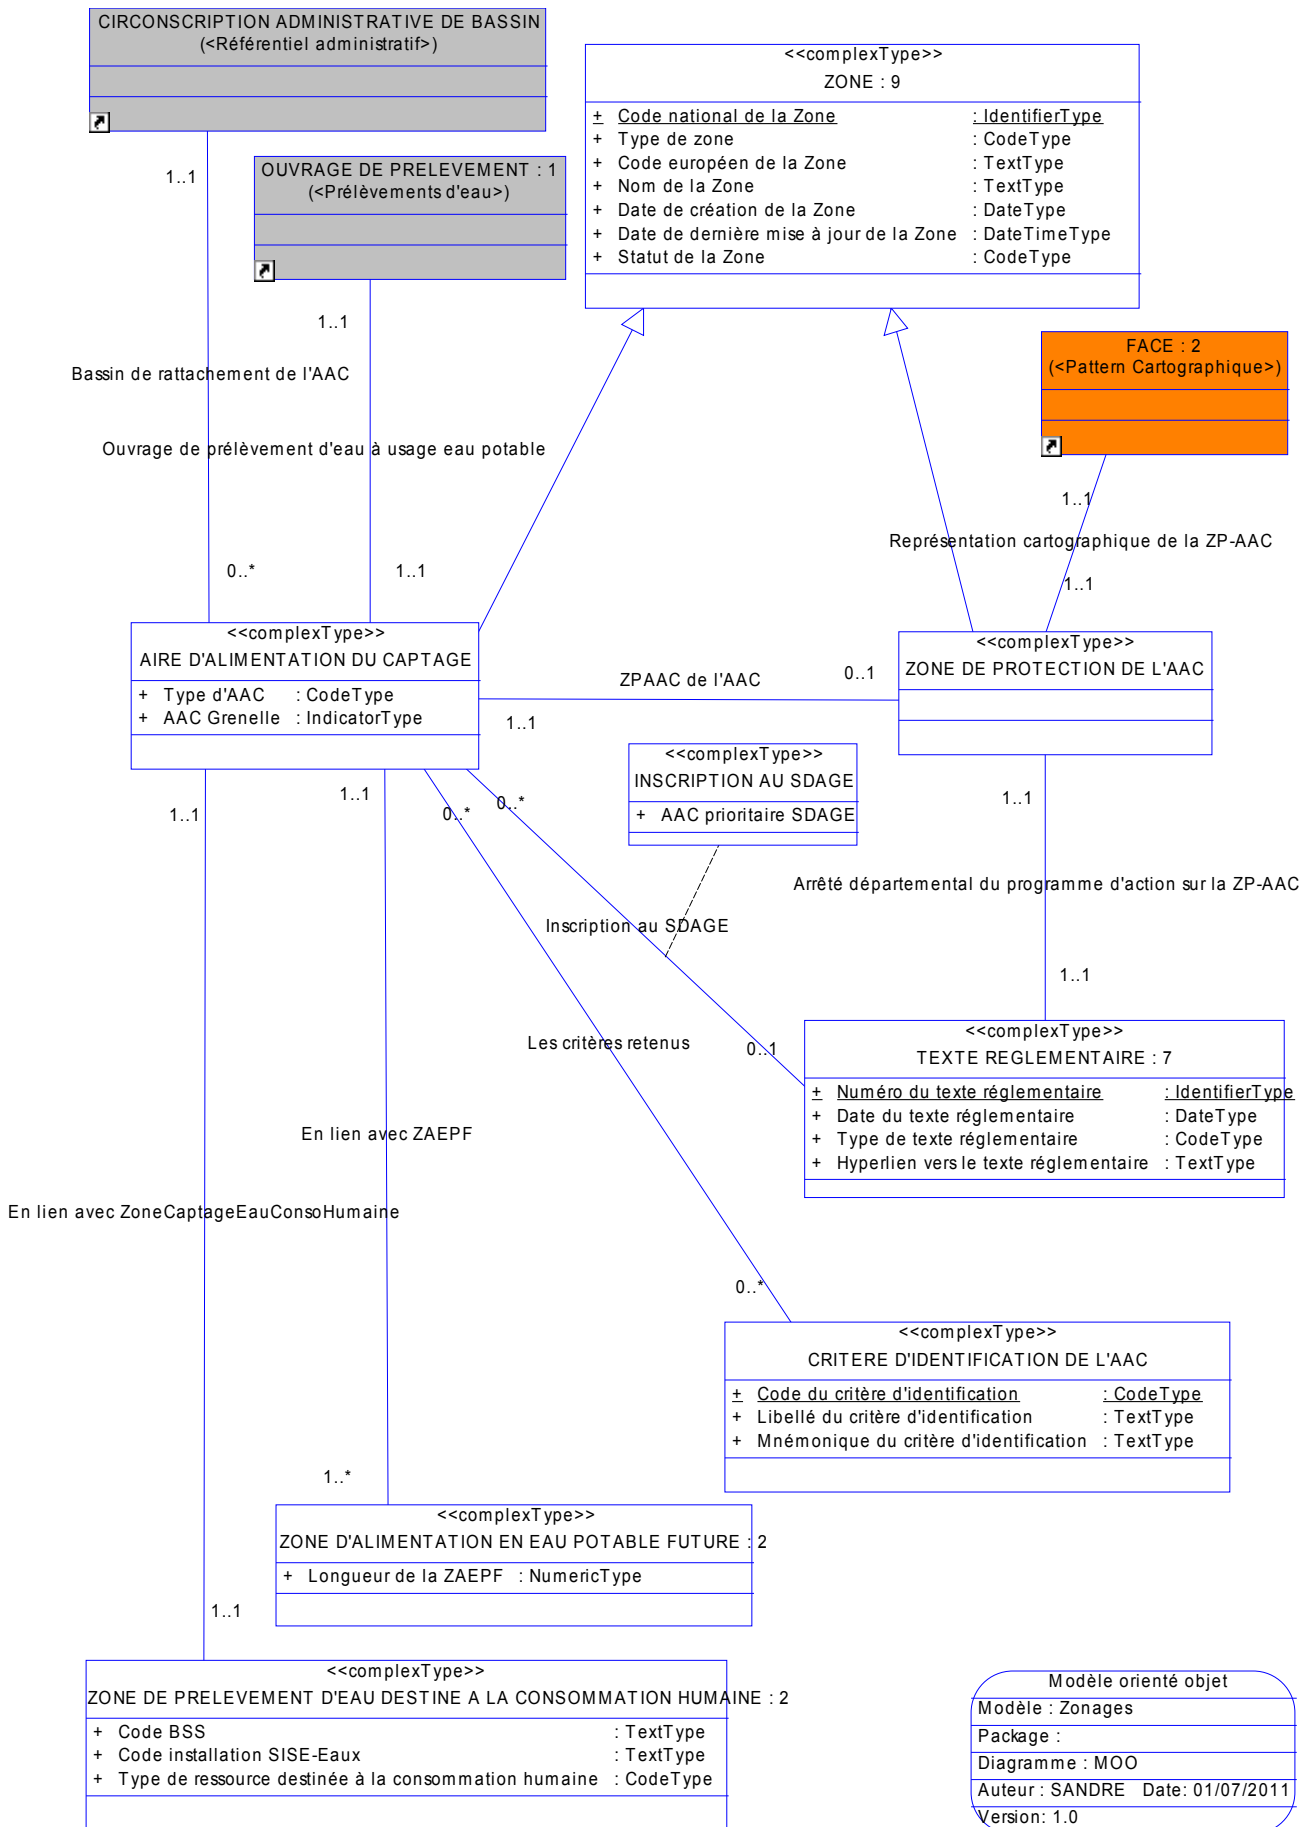 CIRCONSCRIPTION ADMINISTRATIVE DE BASSIN
(<Référentiel administratif>)
<<complexType>>
ZONE : 9
+ Code national de la Zone : IdentifierType
+ Type de zone : CodeType
+ Code européen de la Zone : TextType
+ Nom de la Zone : TextType
+ Date de création de la Zone : DateType
+ Date de dernière mise à jour de la Zone : DateTimeType
+ Statut de la Zone : CodeType
1..1
OUVRAGE DE PRELEVEMENT : 1
(<Prélèvements d'eau>)
1..1
FACE : 2
(<Pattern Cartographique>)
Bassin de rattachement de l'AAC
Ouvrage de prélèvement d'eau à usage eau potable
1..1
Représentation cartographique de la ZP-AAC
0..*
1..1
1..1
<<complexType>>
AIRE D'ALIMENTATION DU CAPTAGE
+ Type d'AAC : CodeType
+ AAC Grenelle : IndicatorType
<<complexType>>
ZONE DE PROTECTION DE L'AAC
ZPAAC de l'AAC
0..1
1..1
<<complexType>>
INSCRIPTION AU SDAGE
+ AAC prioritaire SDAGE
1..1
1..1
0..*
0..*
1..1
Arrêté départemental du programme d'action sur la ZP-AAC
Inscription au SDAGE
1..1
<<complexType>>
TEXTE REGLEMENTAIRE : 7
+ Numéro du texte réglementaire : IdentifierType
+ Date du texte réglementaire : DateType
+ Type de texte réglementaire : CodeType
+ Hyperlien vers le texte réglementaire : TextType
Les critères retenus
0..1
En lien avec ZAEPF
En lien avec ZoneCaptageEauConsoHumaine
0..*
<<complexType>>
CRITERE D'IDENTIFICATION DE L'AAC
+ Code du critère d'identification : CodeType
+ Libellé du critère d'identification : TextType
+ Mnémonique du critère d'identification : TextType
1..*
<<complexType>>
ZONE D'ALIMENTATION EN EAU POTABLE FUTURE : 2
+ Longueur de la ZAEPF : NumericType
1..1
<<complexType>>
ZONE DE PRELEVEMENT D'EAU DESTINE A LA CONSOMMATION HUMAINE : 2
+ Code BSS : TextType
+ Code installation SISE-Eaux : TextType
+ Type de ressource destinée à la consommation humaine : CodeType
Modèle orienté objet
Modèle : Zonages
Package :
Diagramme : MOO
Auteur : SANDRE Date: 01/07/2011
Version: 1.0